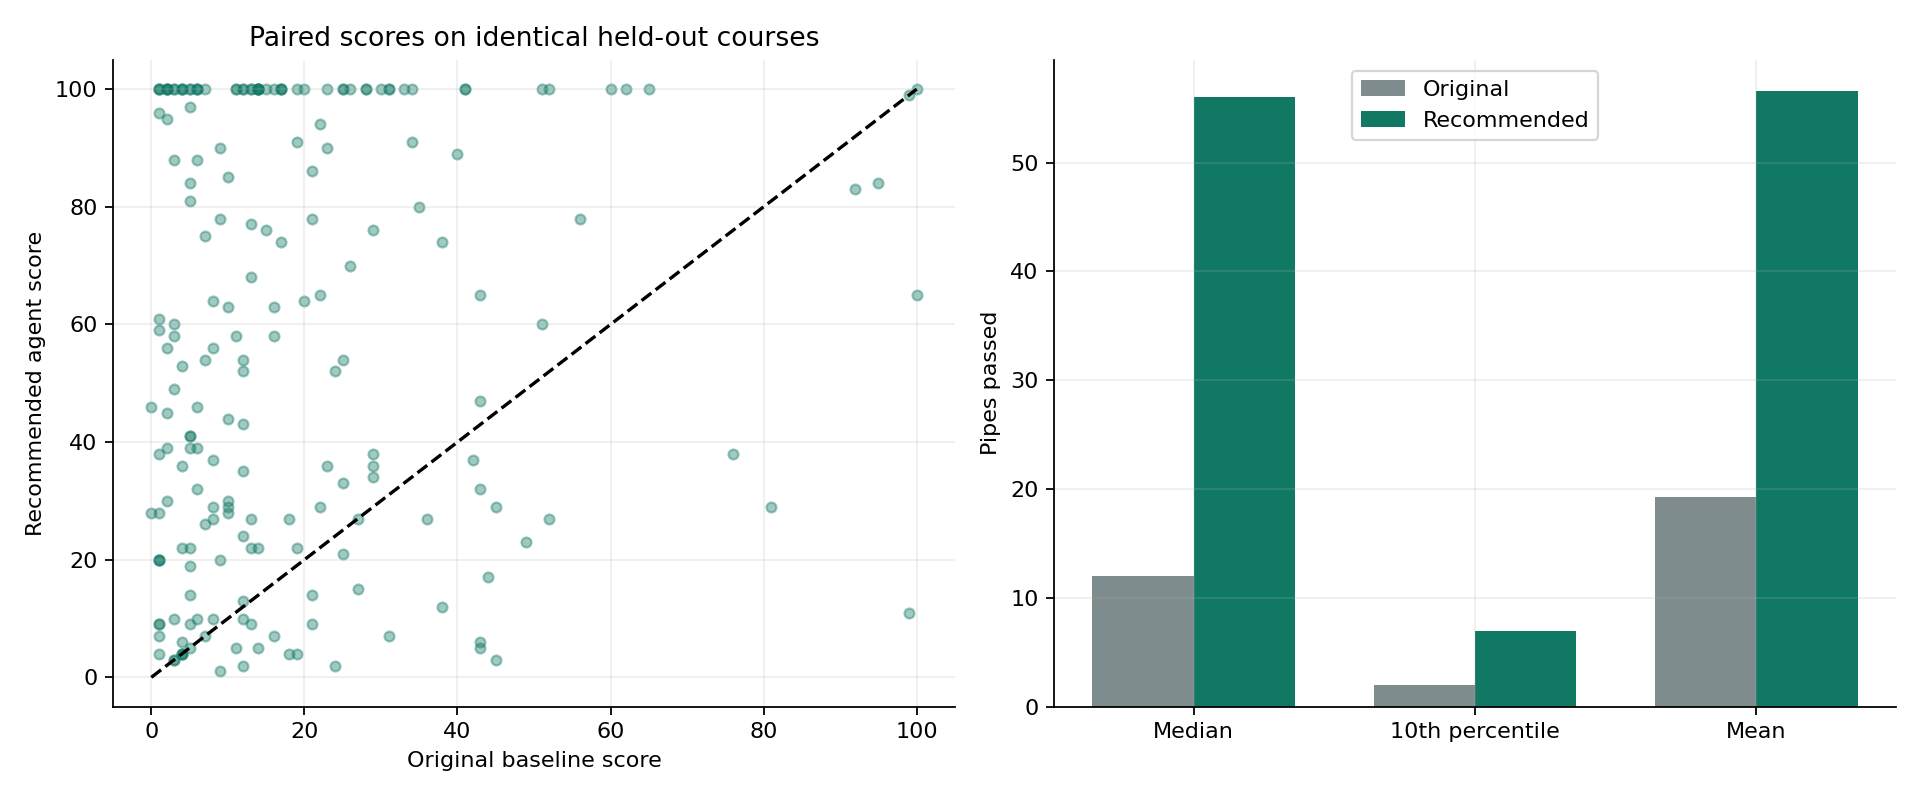 Paired scores on identical held-out courses
Recommended agent score
100
80
60
40
20
0
0
20
40
60
80
100
Original baseline score
Original
Recommended
Pipes passed
50
40
30
20
10
0
Median
10th percentile
Mean